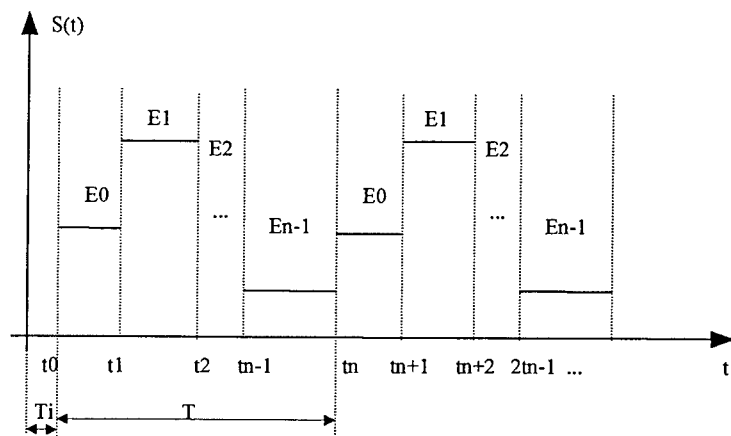 S(t)
E1 E1
E2 E2
E0 E0
... ...
En-1 En-1
t0 t1 t2 tn-1 tn tn+1 tn+2 2tn-1 ... t
Ti T